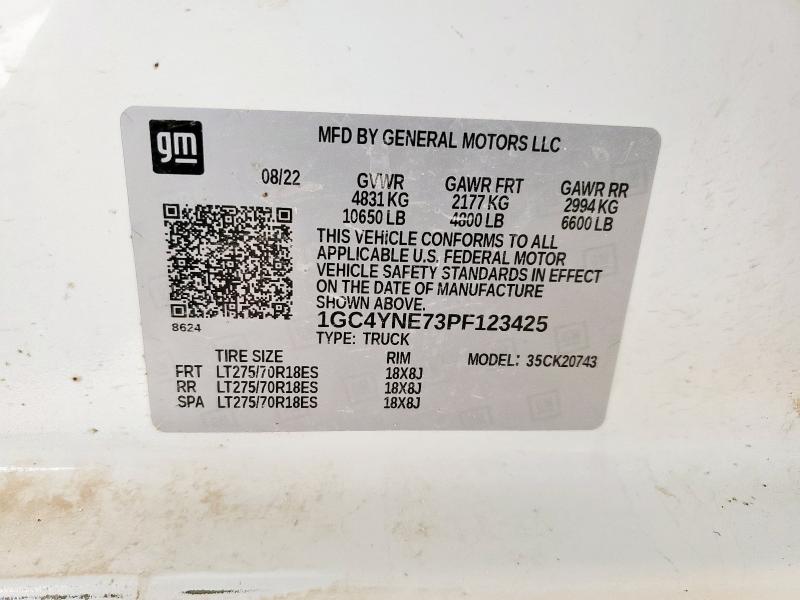 gm
MFD BY GENERAL MOTORS LLC
08/22 GVWR GAWR FRT GAWR RR
4831 KG 2177 KG 2994 KG
10650 LB 4800 LB 6600 LB
THIS VEHICLE CONFORMS TO ALL
APPLICABLE U.S. FEDERAL MOTOR
VEHICLE SAFETY STANDARDS IN EFFECT
ON THE DATE OF MANUFACTURE
SHOWN ABOVE.
8624
1GC4YNE73PF123425
TYPE: TRUCK
TIRE SIZE RIM MODEL: 35CK20743
FRT LT275/70R18ES 18X8J
RR LT275/70R18ES 18X8J
SPA LT275/70R18ES 18X8J